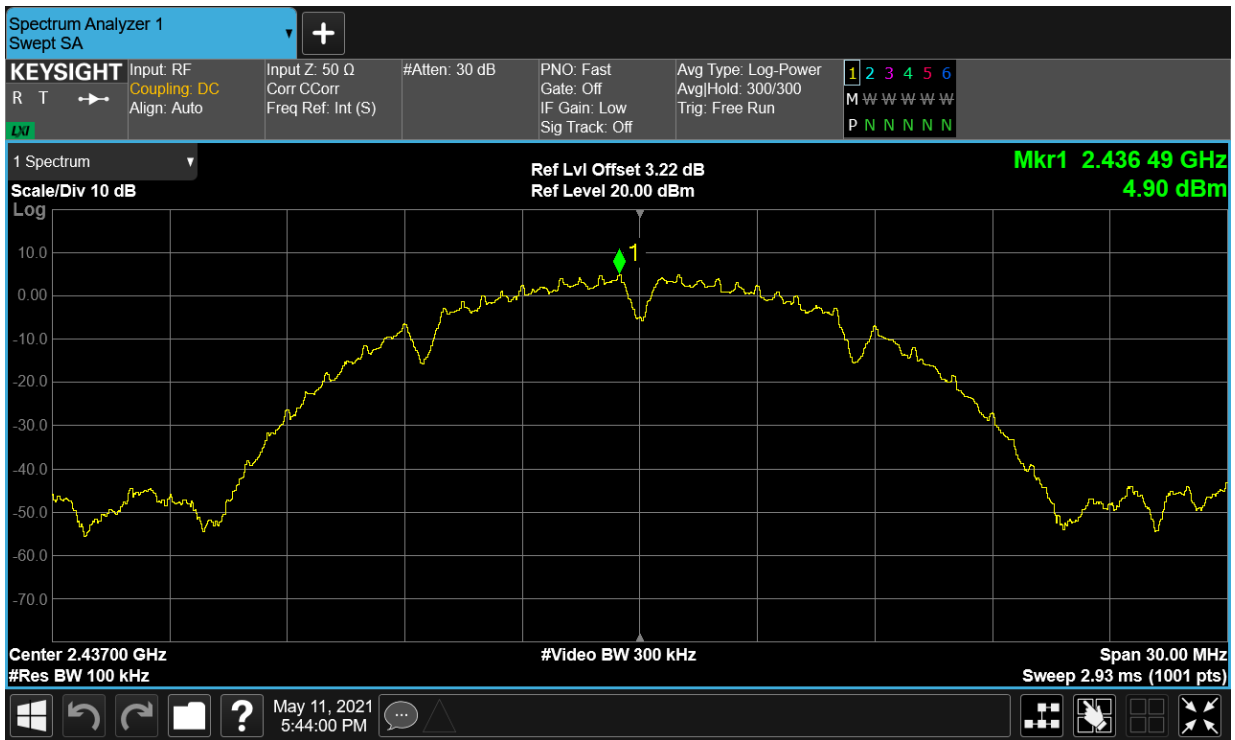 Spectrum Analyzer 1
Swept SA
KEYSIGHT
R T
LXI
Input: RF
Coupling: DC
Align: Auto
Input Z: 50 Ω
Corr CCorr
Freq Ref: Int (S)
#Atten: 30 dB
PNO: Fast
Gate: Off
IF Gain: Low
Sig Track: Off
Avg Type: Log-Power
Avg|Hold: 300/300
Trig: Free Run
1 2 3 4 5 6
M W W W W W
P N N N N N
1 Spectrum
Scale/Div 10 dB
Log
Ref Lvl Offset 3.22 dB
Ref Level 20.00 dBm
Mkr1 2.436 49 GHz
4.90 dBm
1
10.0
0.00
-10.0
-20.0
-30.0
-40.0
-50.0
-60.0
-70.0
Center 2.43700 GHz
#Res BW 100 kHz
#Video BW 300 kHz
Span 30.00 MHz
Sweep 2.93 ms (1001 pts)
?
May 11, 2021
5:44:00 PM